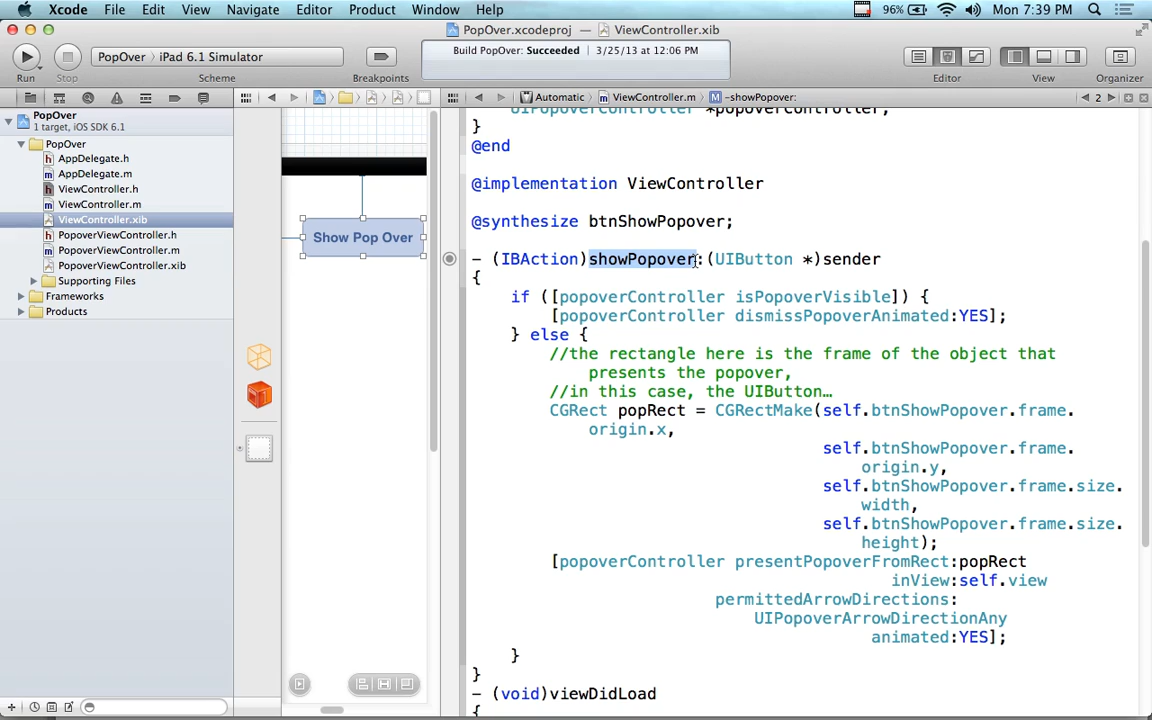 Xcode File Edit View Navigate Editor Product Window Help 96% Mon 7:39 PM
PopOver.xcodeproj — ViewController.xib
PopOver iPad 6.1 Simulator
Build PopOver: Succeeded 3/25/13 at 12:06 PM
Run Stop Scheme Breakpoints Editor View Organizer
Automatic ViewController.m M -showPopover: 2
PopOver
1 target, iOS SDK 6.1
PopOver
AppDelegate.h
AppDelegate.m
ViewController.h
ViewController.m
ViewController.xib
PopoverViewController.h
PopoverViewController.m
PopoverViewController.xib
Supporting Files
Frameworks
Products
Show Pop Over
UIPopoverController *popoverController;
}
@end
@implementation ViewController
@synthesize btnShowPopover;
- (IBAction)showPopover:(UIButton *)sender
{
if ([popoverController isPopoverVisible]) {
[popoverController dismissPopoverAnimated:YES];
} else {
//the rectangle here is the frame of the object that
presents the popover,
//in this case, the UIButton…
CGRect popRect = CGRectMake(self.btnShowPopover.frame.
origin.x,
self.btnShowPopover.frame.
origin.y,
self.btnShowPopover.frame.size.
width,
self.btnShowPopover.frame.size.
height);
[popoverController presentPopoverFromRect:popRect
inView:self.view
permittedArrowDirections:
UIPopoverArrowDirectionAny
animated:YES];
}
}
- (void)viewDidLoad
{